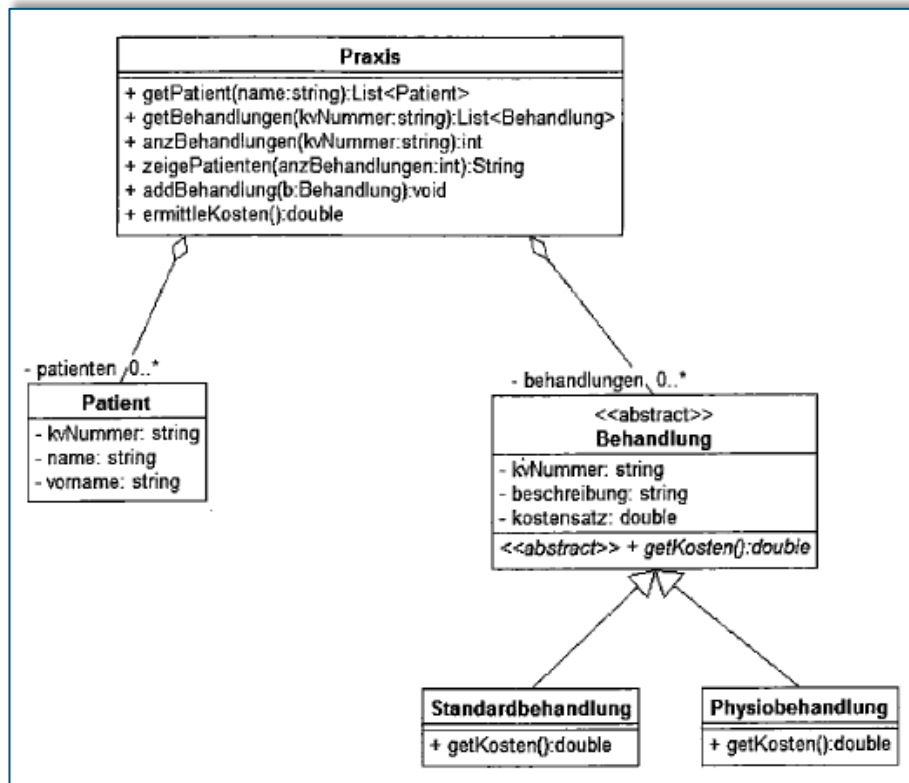 Praxis
+ getPatient(name:string):List<Patient>
+ getBehandlungen(kvNummer:string):List<Behandlung>
+ anzBehandlungen(kvNummer:string):int
+ zeigePatienten(anzBehandlungen:int):String
+ addBehandlung(b:Behandlung):void
+ ermittleKosten():double
- patienten 0..*
Patient
- kvNummer: string
- name: string
- vorname: string
- behandlungen 0..*
<<abstract>>
Behandlung
- kvNummer: string
- beschreibung: string
- kostensatz: double
<<abstract>> + getKosten():double
Standardbehandlung
+ getKosten():double
Physiobehandlung
+ getKosten():double